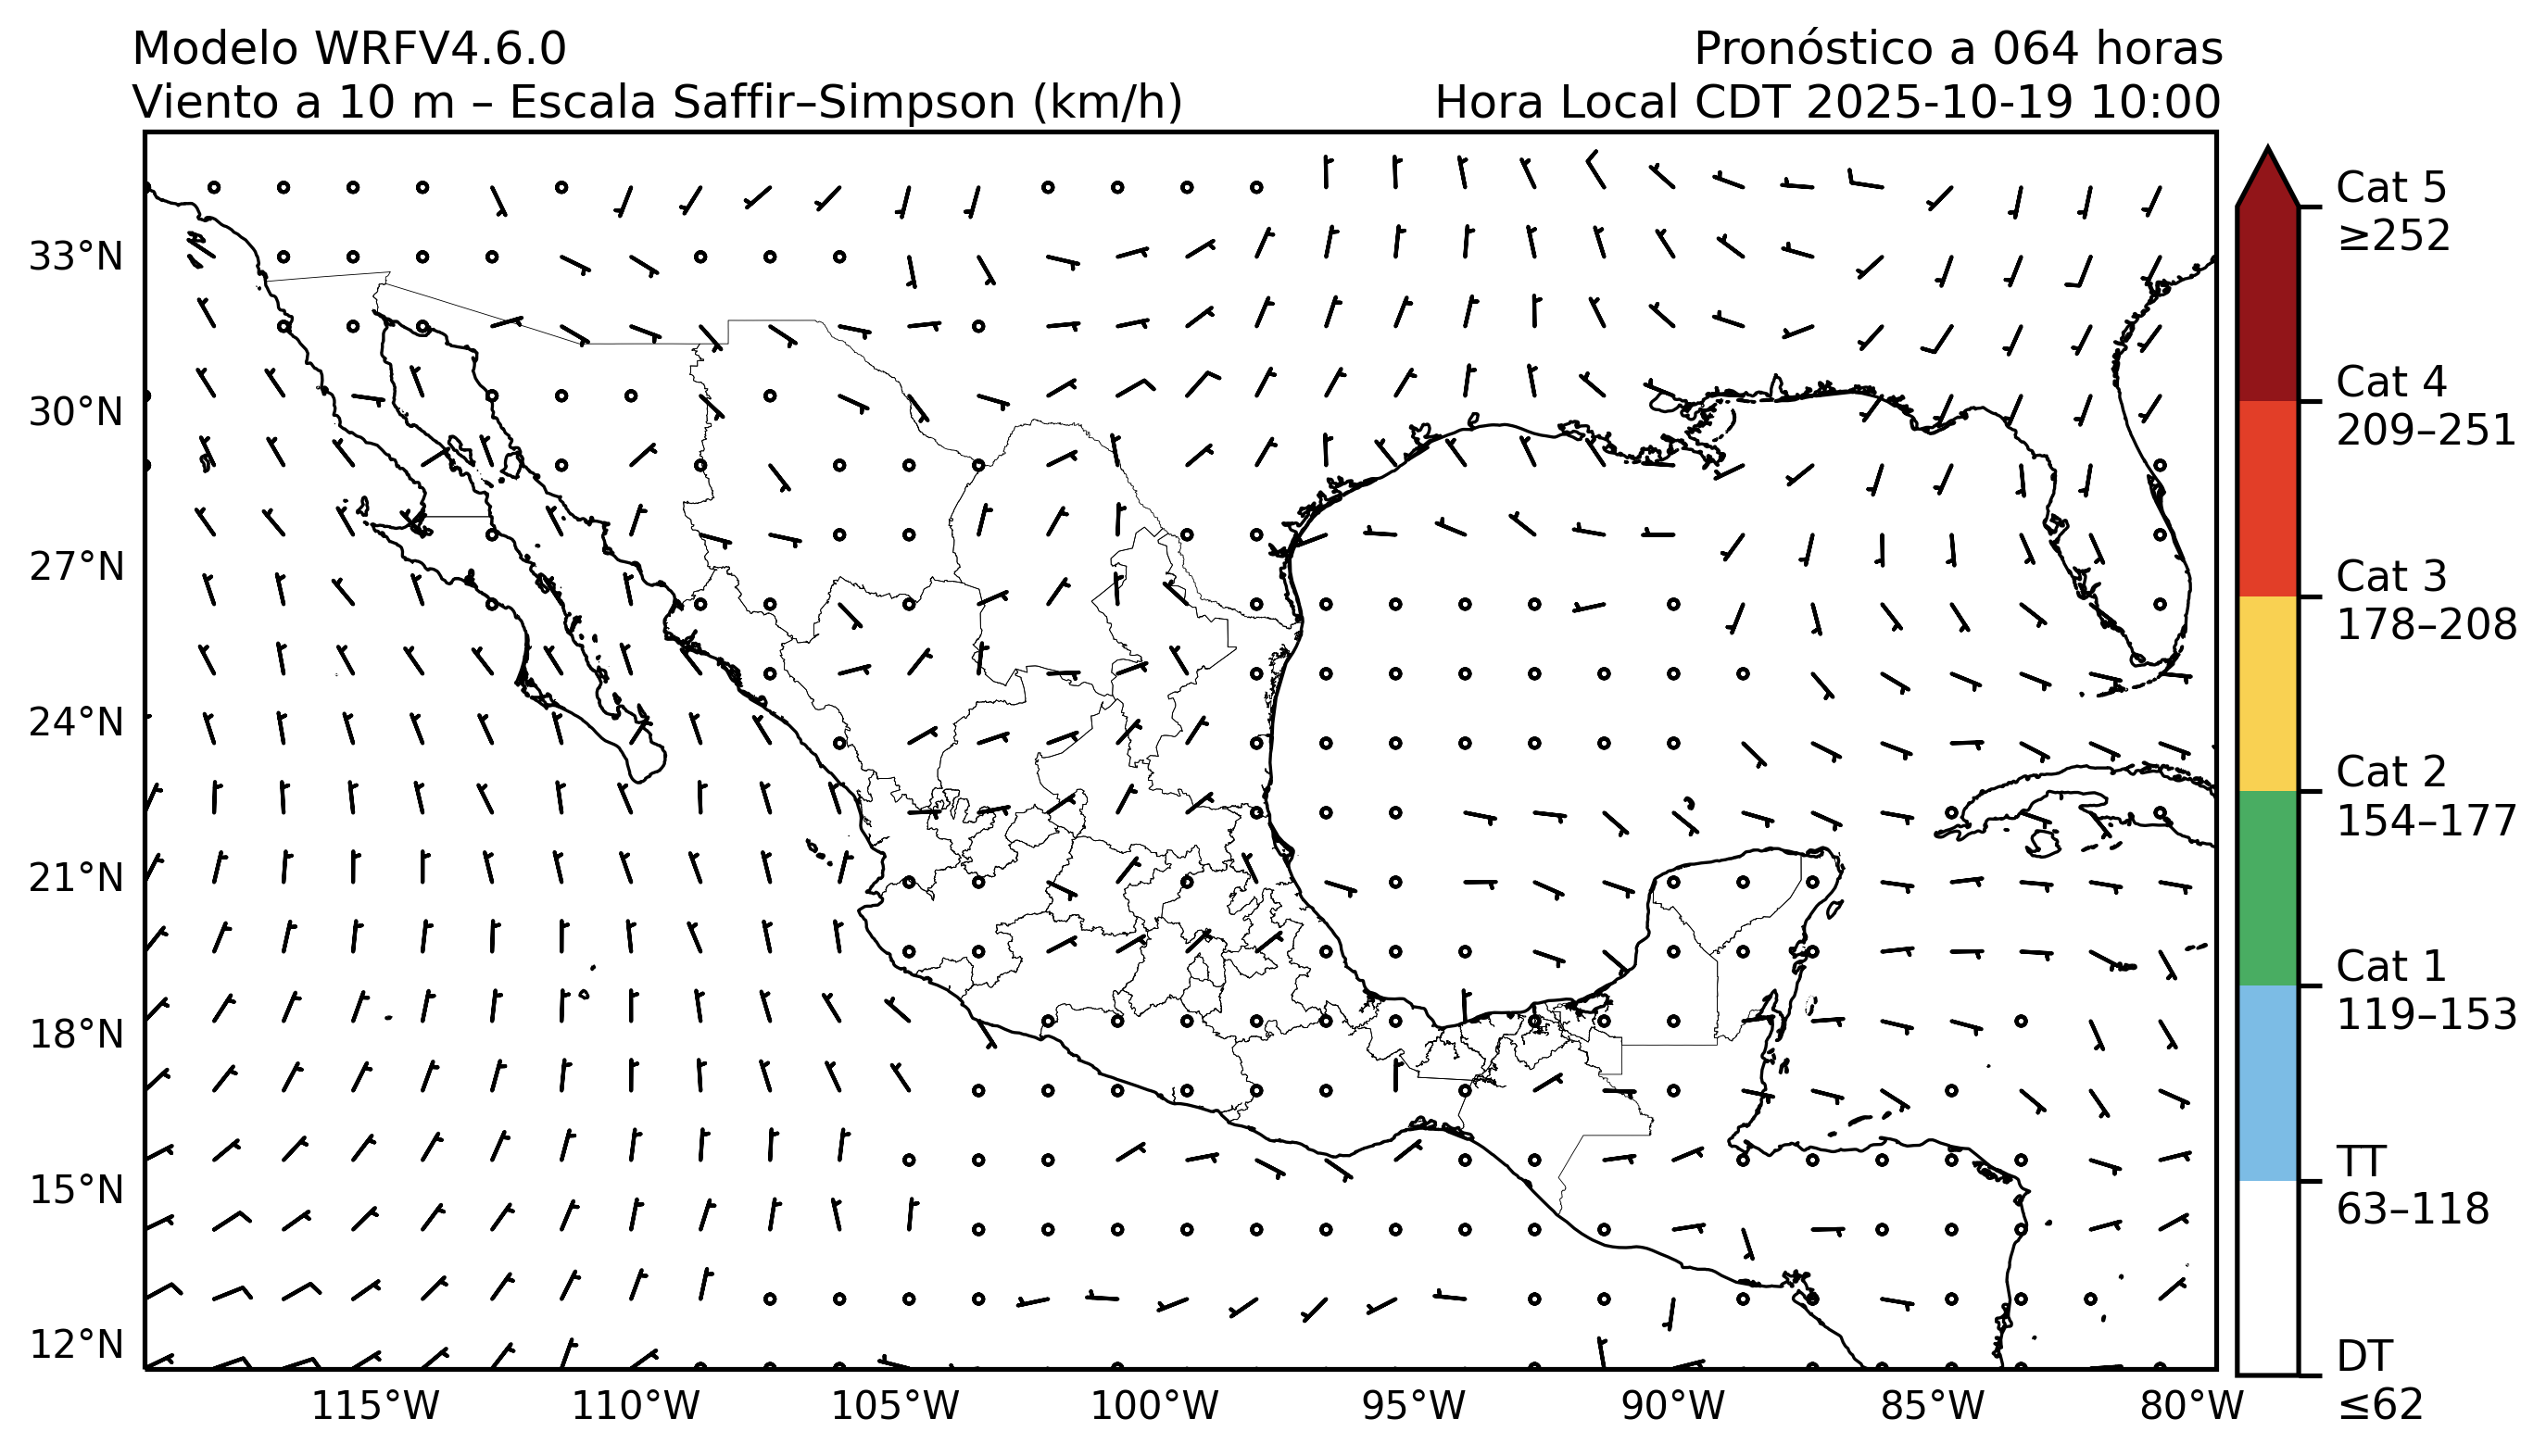 Modelo WRFV4.6.0
Pronóstico a 064 horas
Viento a 10 m – Escala Saffir–Simpson (km/h)
Hora Local CDT 2025-10-19 10:00
33°N
30°N
27°N
24°N
21°N
18°N
15°N
12°N
115°W
110°W
105°W
100°W
95°W
90°W
85°W
80°W
Cat 5
≥252
Cat 4
209–251
Cat 3
178–208
Cat 2
154–177
Cat 1
119–153
TT
63–118
DT
≤62